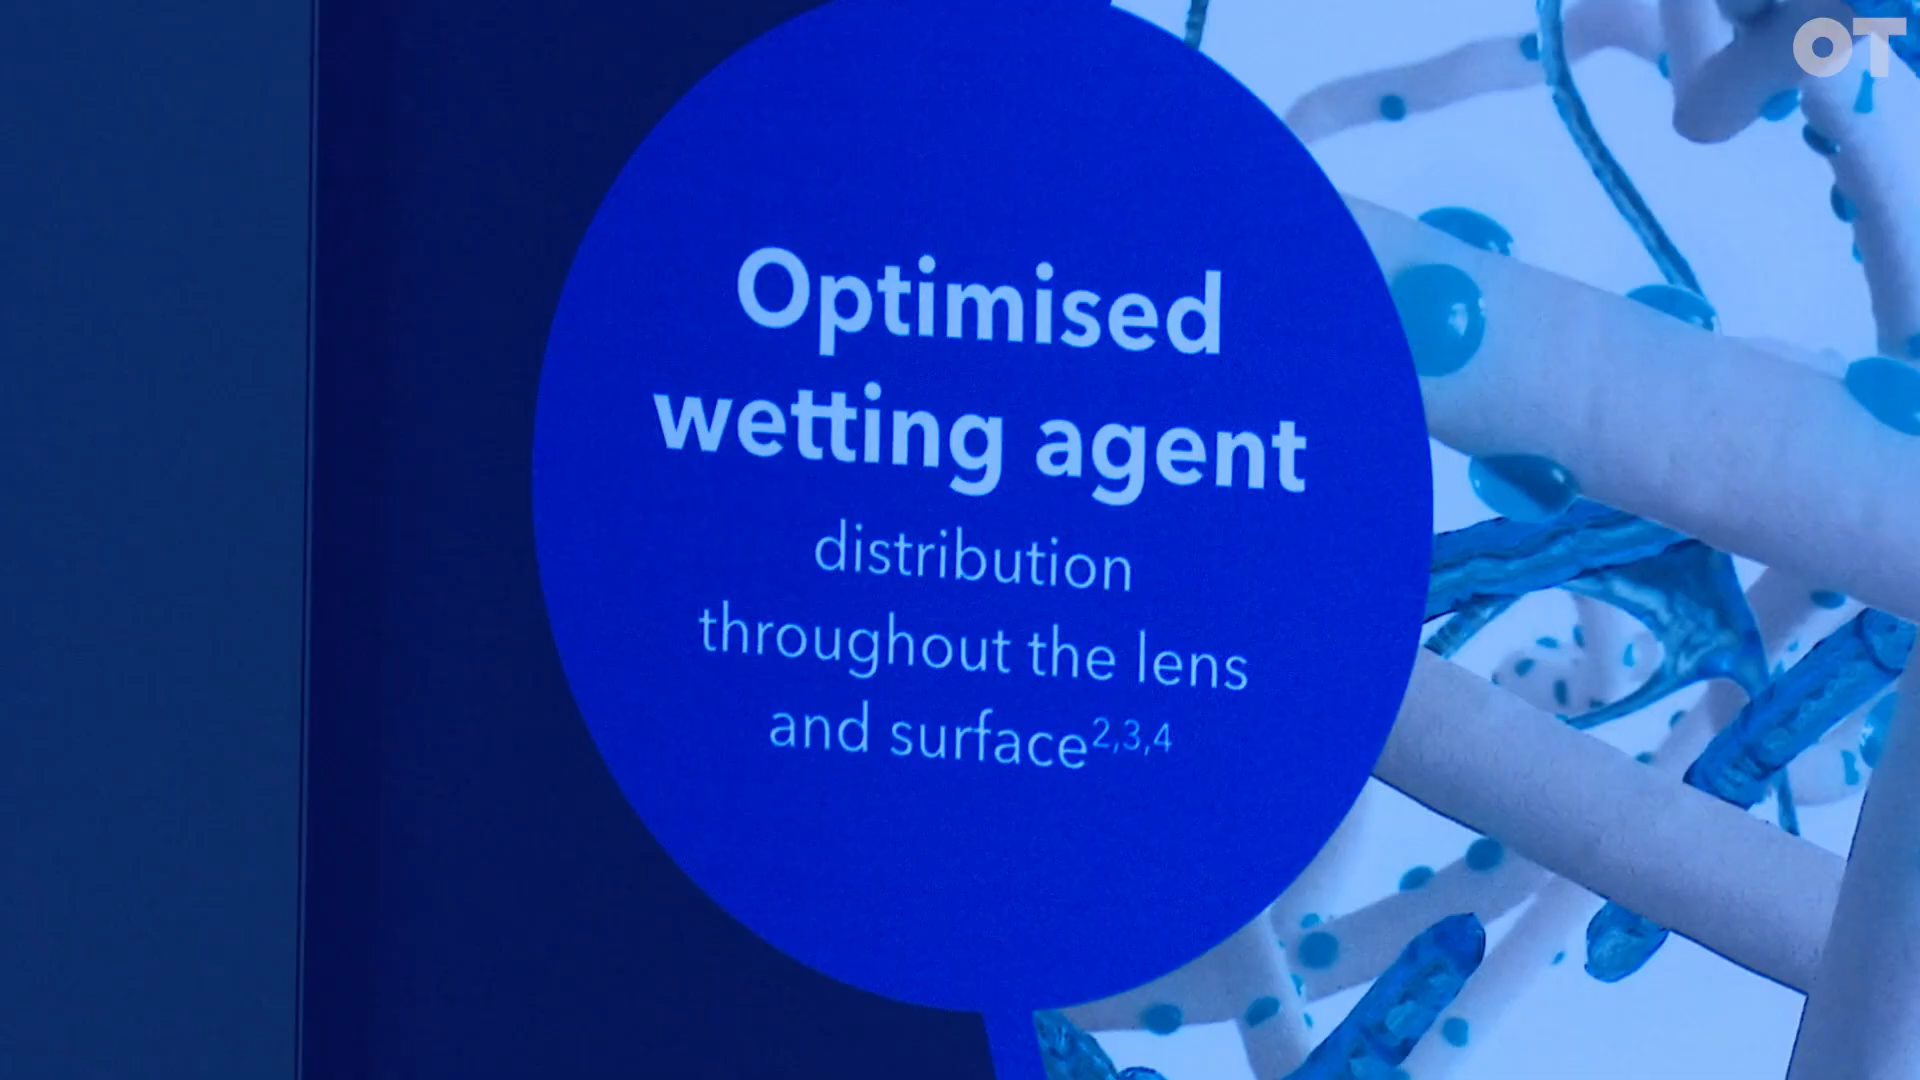 OT
Optimised
wetting agent
distribution
throughout the lens
and surface2,3,4